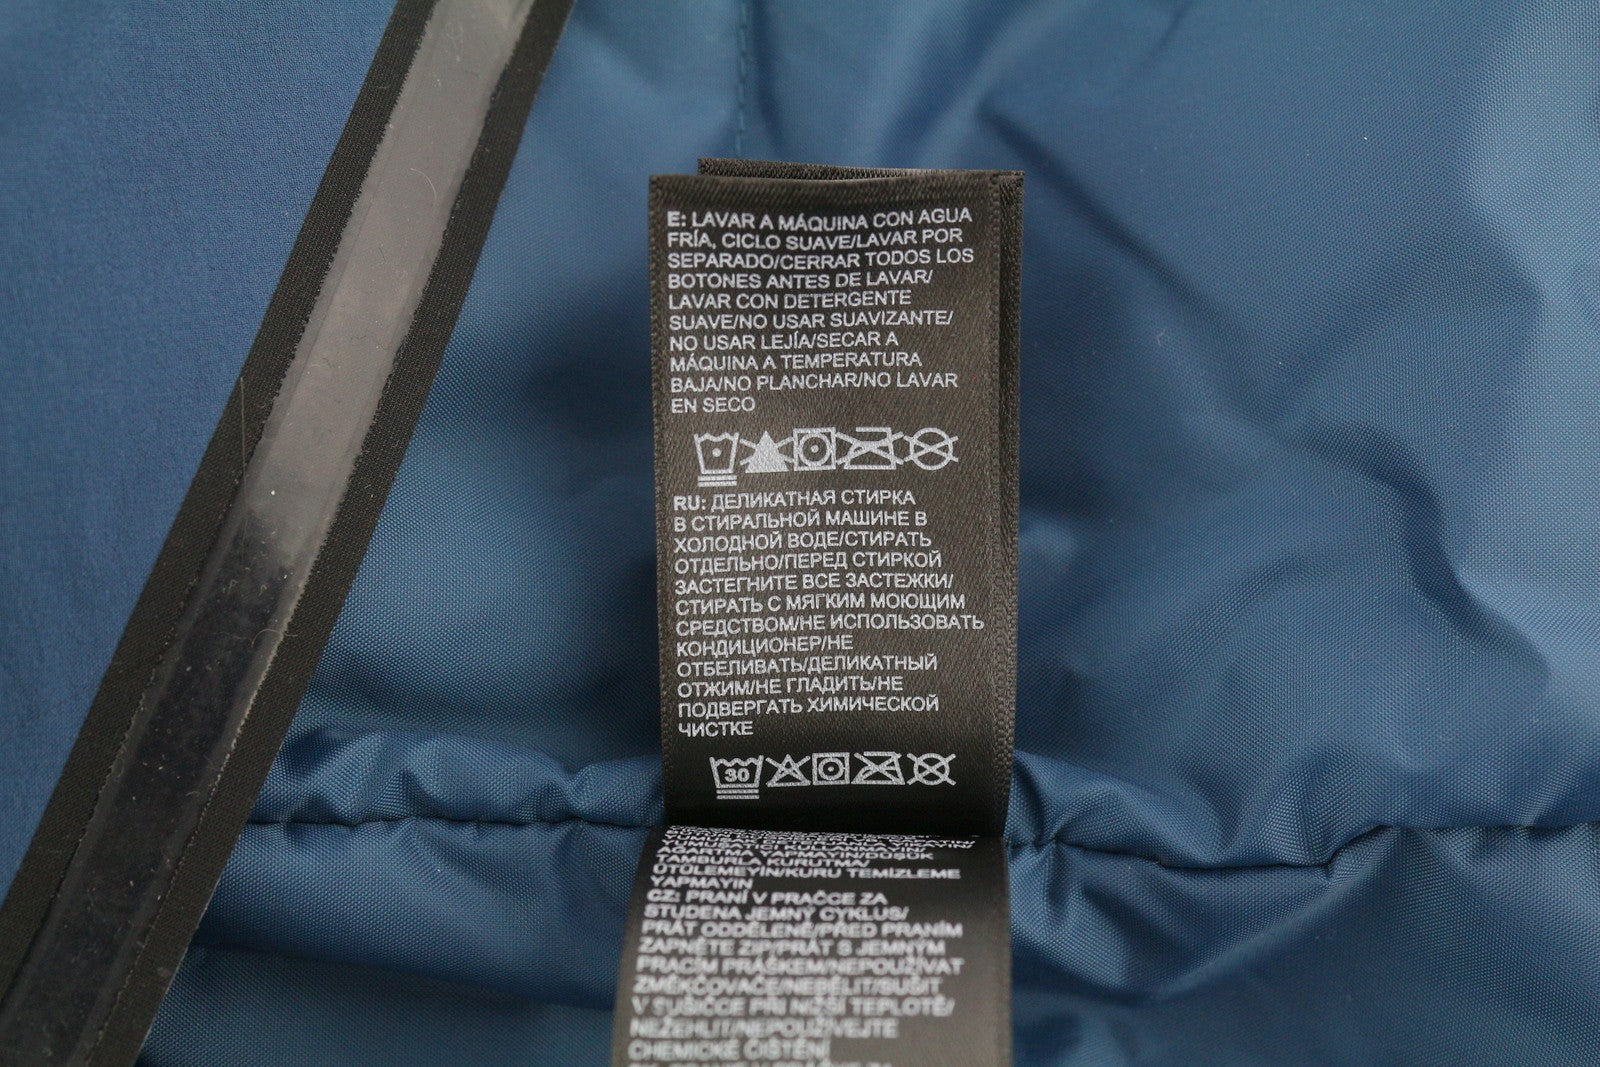 E: LAVAR A MÁQUINA CON AGUA
FRÍA, CICLO SUAVE/LAVAR POR
SEPARADO/CERRAR TODOS LOS
BOTONES ANTES DE LAVAR/
LAVAR CON DETERGENTE
SUAVE/NO USAR SUAVIZANTE/
NO USAR LEJÍA/SECAR A
MÁQUINA A TEMPERATURA
BAJA/NO PLANCHAR/NO LAVAR
EN SECO
RU: ДЕЛИКАТНАЯ СТИРКА
В СТИРАЛЬНОЙ МАШИНЕ В
ХОЛОДНОЙ ВОДЕ/СТИРАТЬ
ОТДЕЛЬНО/ПЕРЕД СТИРКОЙ
ЗАСТЕГНИТЕ ВСЕ ЗАСТЕЖКИ/
СТИРАТЬ С МЯГКИМ МОЮЩИМ
СРЕДСТВОМ/НЕ ИСПОЛЬЗОВАТЬ
КОНДИЦИОНЕР/НЕ
ОТБЕЛИВАТЬ/ДЕЛИКАТНЫЙ
ОТЖИМ/НЕ ГЛАДИТЬ/НЕ
ПОДВЕРГАТЬ ХИМИЧЕСКОЙ
ЧИСТКЕ
30
TAMBURLA KURUTMA/
ÜTÜLEMEYİN/KURU TEMİZLEME
YAPMAYIN
CZ: PRANÍ V PRAČCE ZA
STUDENA JEMNÝ CYKLUS/
PRÁT ODDĚLENĚ/PŘED PRANÍM
ZAPNĚTE ZIP/PRÁT S JEMNÝM
PRACÍM PRÁŠKEM/NEPOUŽÍVAT
ZMĚKČOVAČE/NEBĚLIT/SUŠIT
V SUŠIČCE PŘI NIŽŠÍ TEPLOTĚ/
NEŽEHLIT/NEPOUŽÍVEJTE
CHEMICKÉ ČIŠTĚNÍ